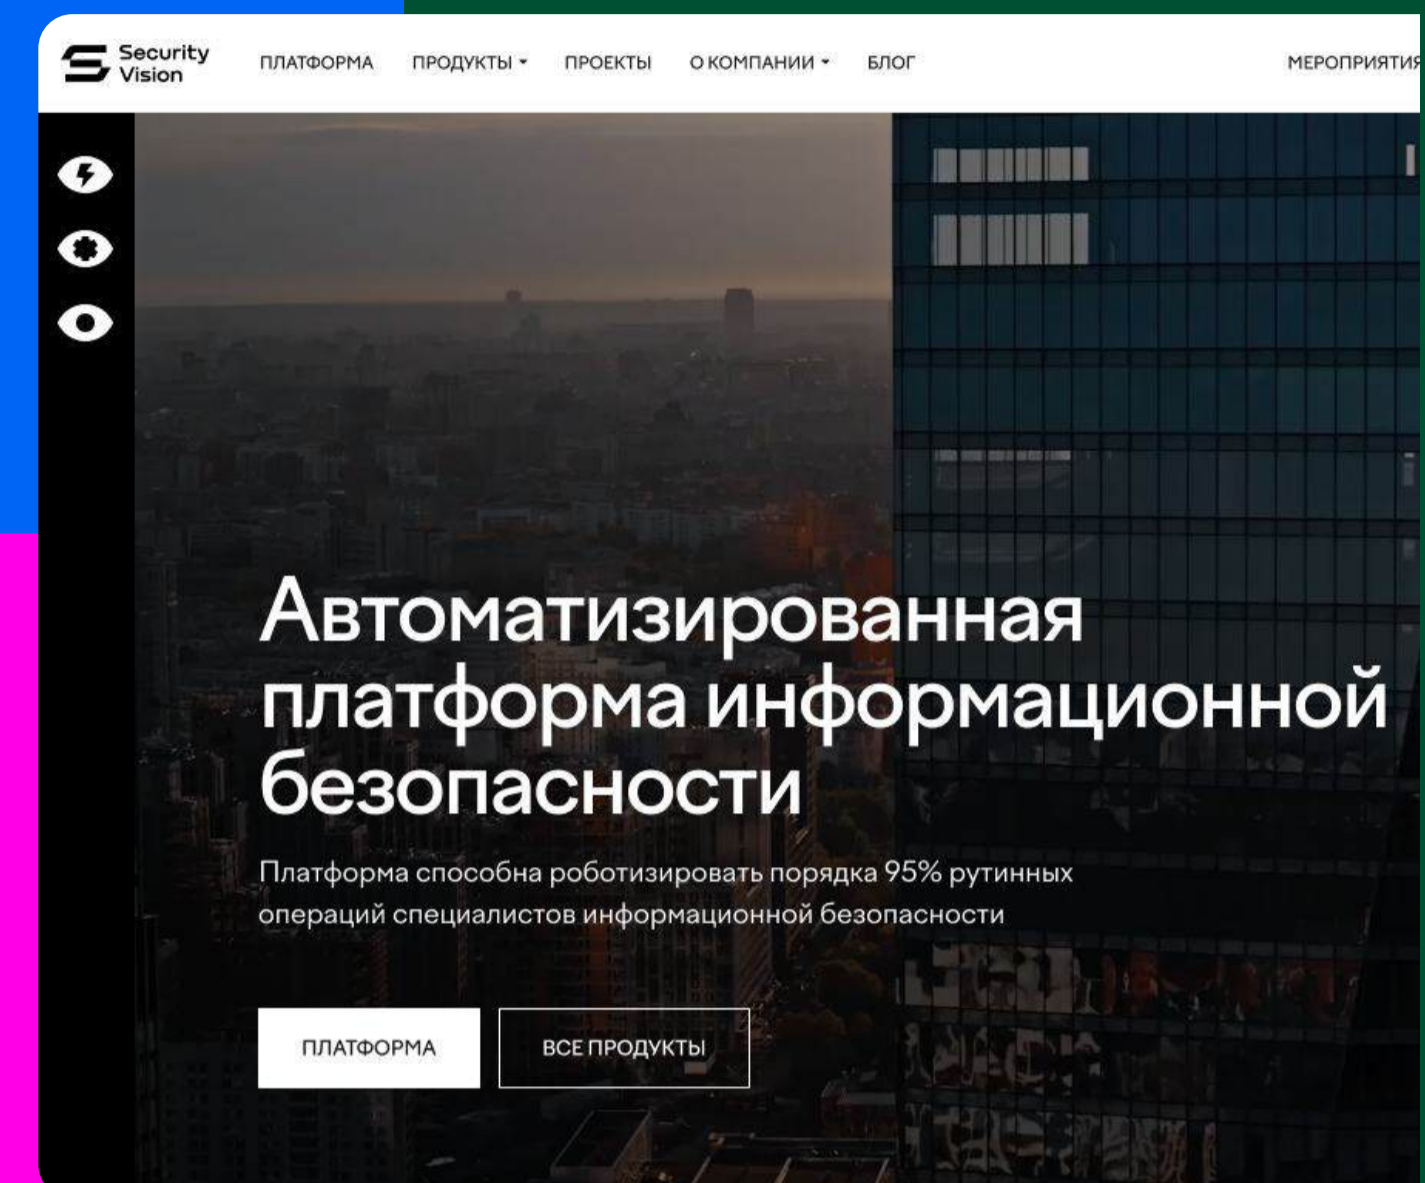 Security
Vision
ПЛАТФОРМА
ПРОДУКТЫ
ПРОЕКТЫ
О КОМПАНИИ
БЛОГ
МЕРОПРИЯТИЯ
Автоматизированная
платформа информационной
безопасности
Платформа способна роботизировать порядка 95% рутинных
операций специалистов информационной безопасности
ПЛАТФОРМА
ВСЕ ПРОДУКТЫ